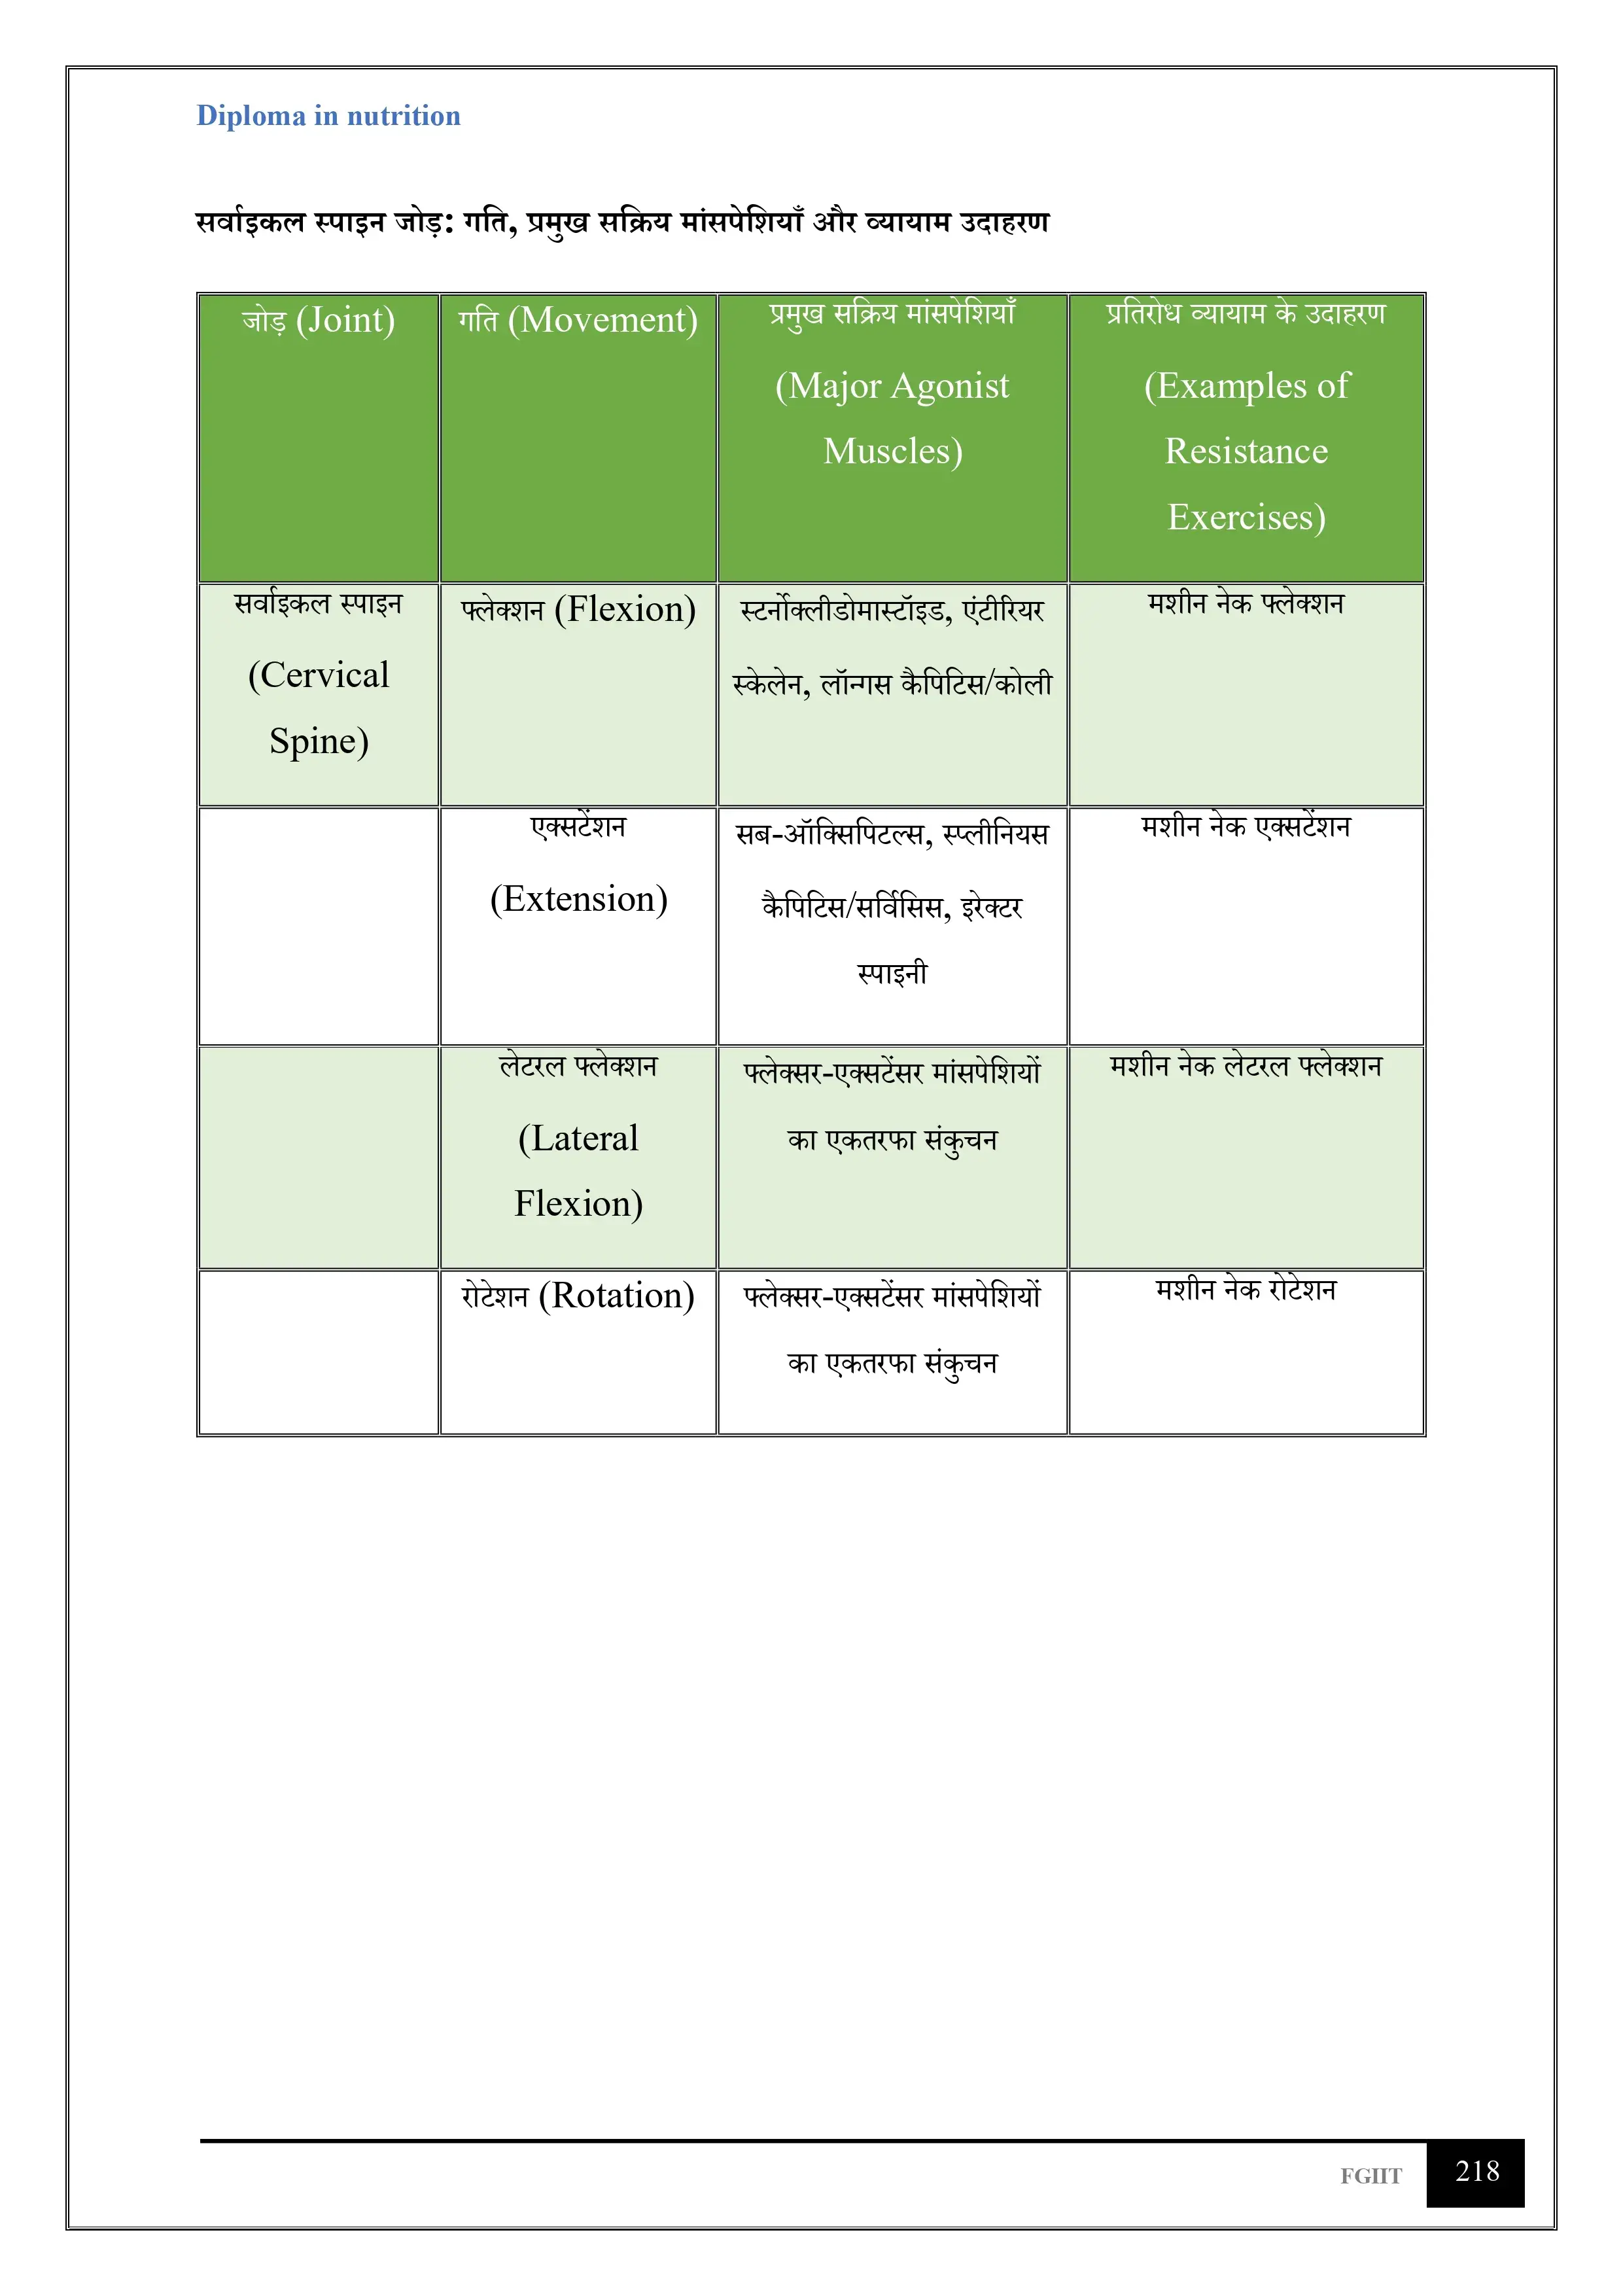 Diploma in nutrition
सर्वाइकल स्पाइन जोड़: गति, प्रमुख सक्रिय मांसपेशियाँ और व्यायाम उदाहरण
जोड़ (Joint)
गति (Movement)
प्रमुख सक्रिय मांसपेशियाँ
(Major Agonist
Muscles)
प्रतिरोध व्यायाम के उदाहरण
(Examples of
Resistance
Exercises)
सर्वाइकल स्पाइन
(Cervical
Spine)
फ्लेक्शन (Flexion)
स्टर्नोक्लीडोमास्टॉइड, एंटीरियर
स्केलेन, लॉन्गस कैपिटिस/कोली
मशीन नेक फ्लेक्शन
एक्सटेंशन
(Extension)
सब-ऑक्सिपिटल्स, स्प्लीनियस
कैपिटिस/सर्विसिस, इरेक्टर
स्पाइनी
मशीन नेक एक्सटेंशन
लेटरल फ्लेक्शन
(Lateral
Flexion)
फ्लेक्सर-एक्सटेंसर मांसपेशियों
का एकतरफा संकुचन
मशीन नेक लेटरल फ्लेक्शन
रोटेशन (Rotation)
फ्लेक्सर-एक्सटेंसर मांसपेशियों
का एकतरफा संकुचन
मशीन नेक रोटेशन
FGIIT
218